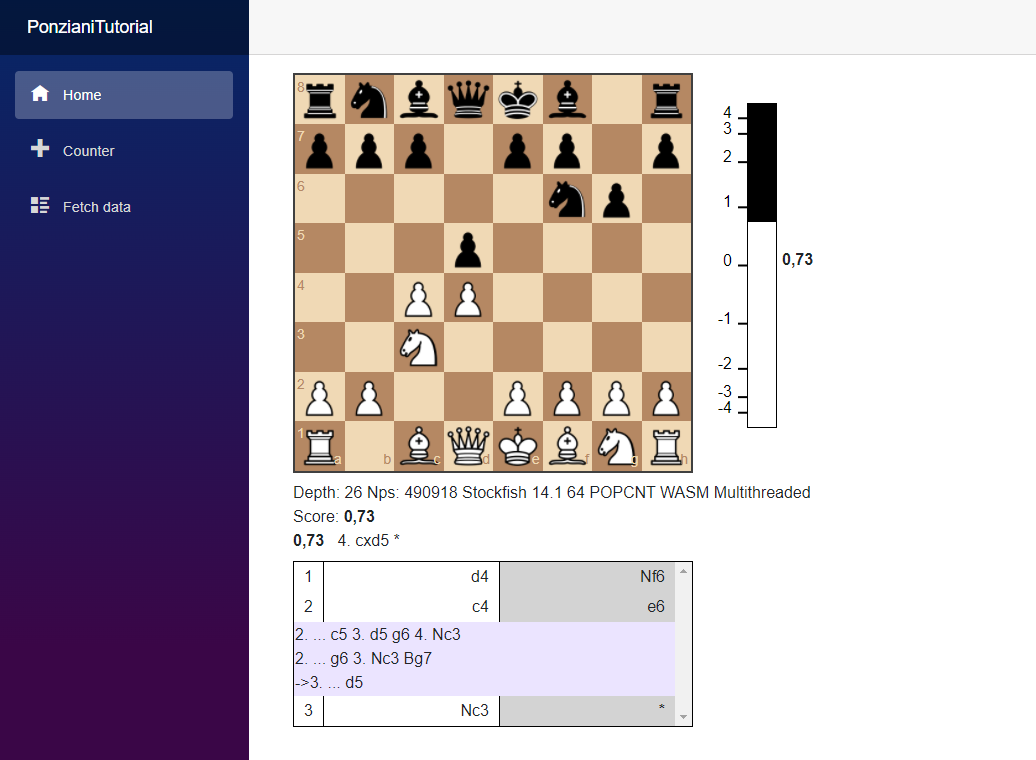 PonzianiTutorial
Home
Counter
Fetch data
8
7
6
5
4
3
2
1
a b c d e f g h
4
3
2
1
0
-1
-2
-3
-4
0,73
Depth: 26 Nps: 490918 Stockfish 14.1 64 POPCNT WASM Multithreaded
Score: 0,73
0,73 4. cxd5 *
1 d4 Nf6
2 c4 e6
2. ... c5 3. d5 g6 4. Nc3
2. ... g6 3. Nc3 Bg7
->3. ... d5
3 Nc3 *